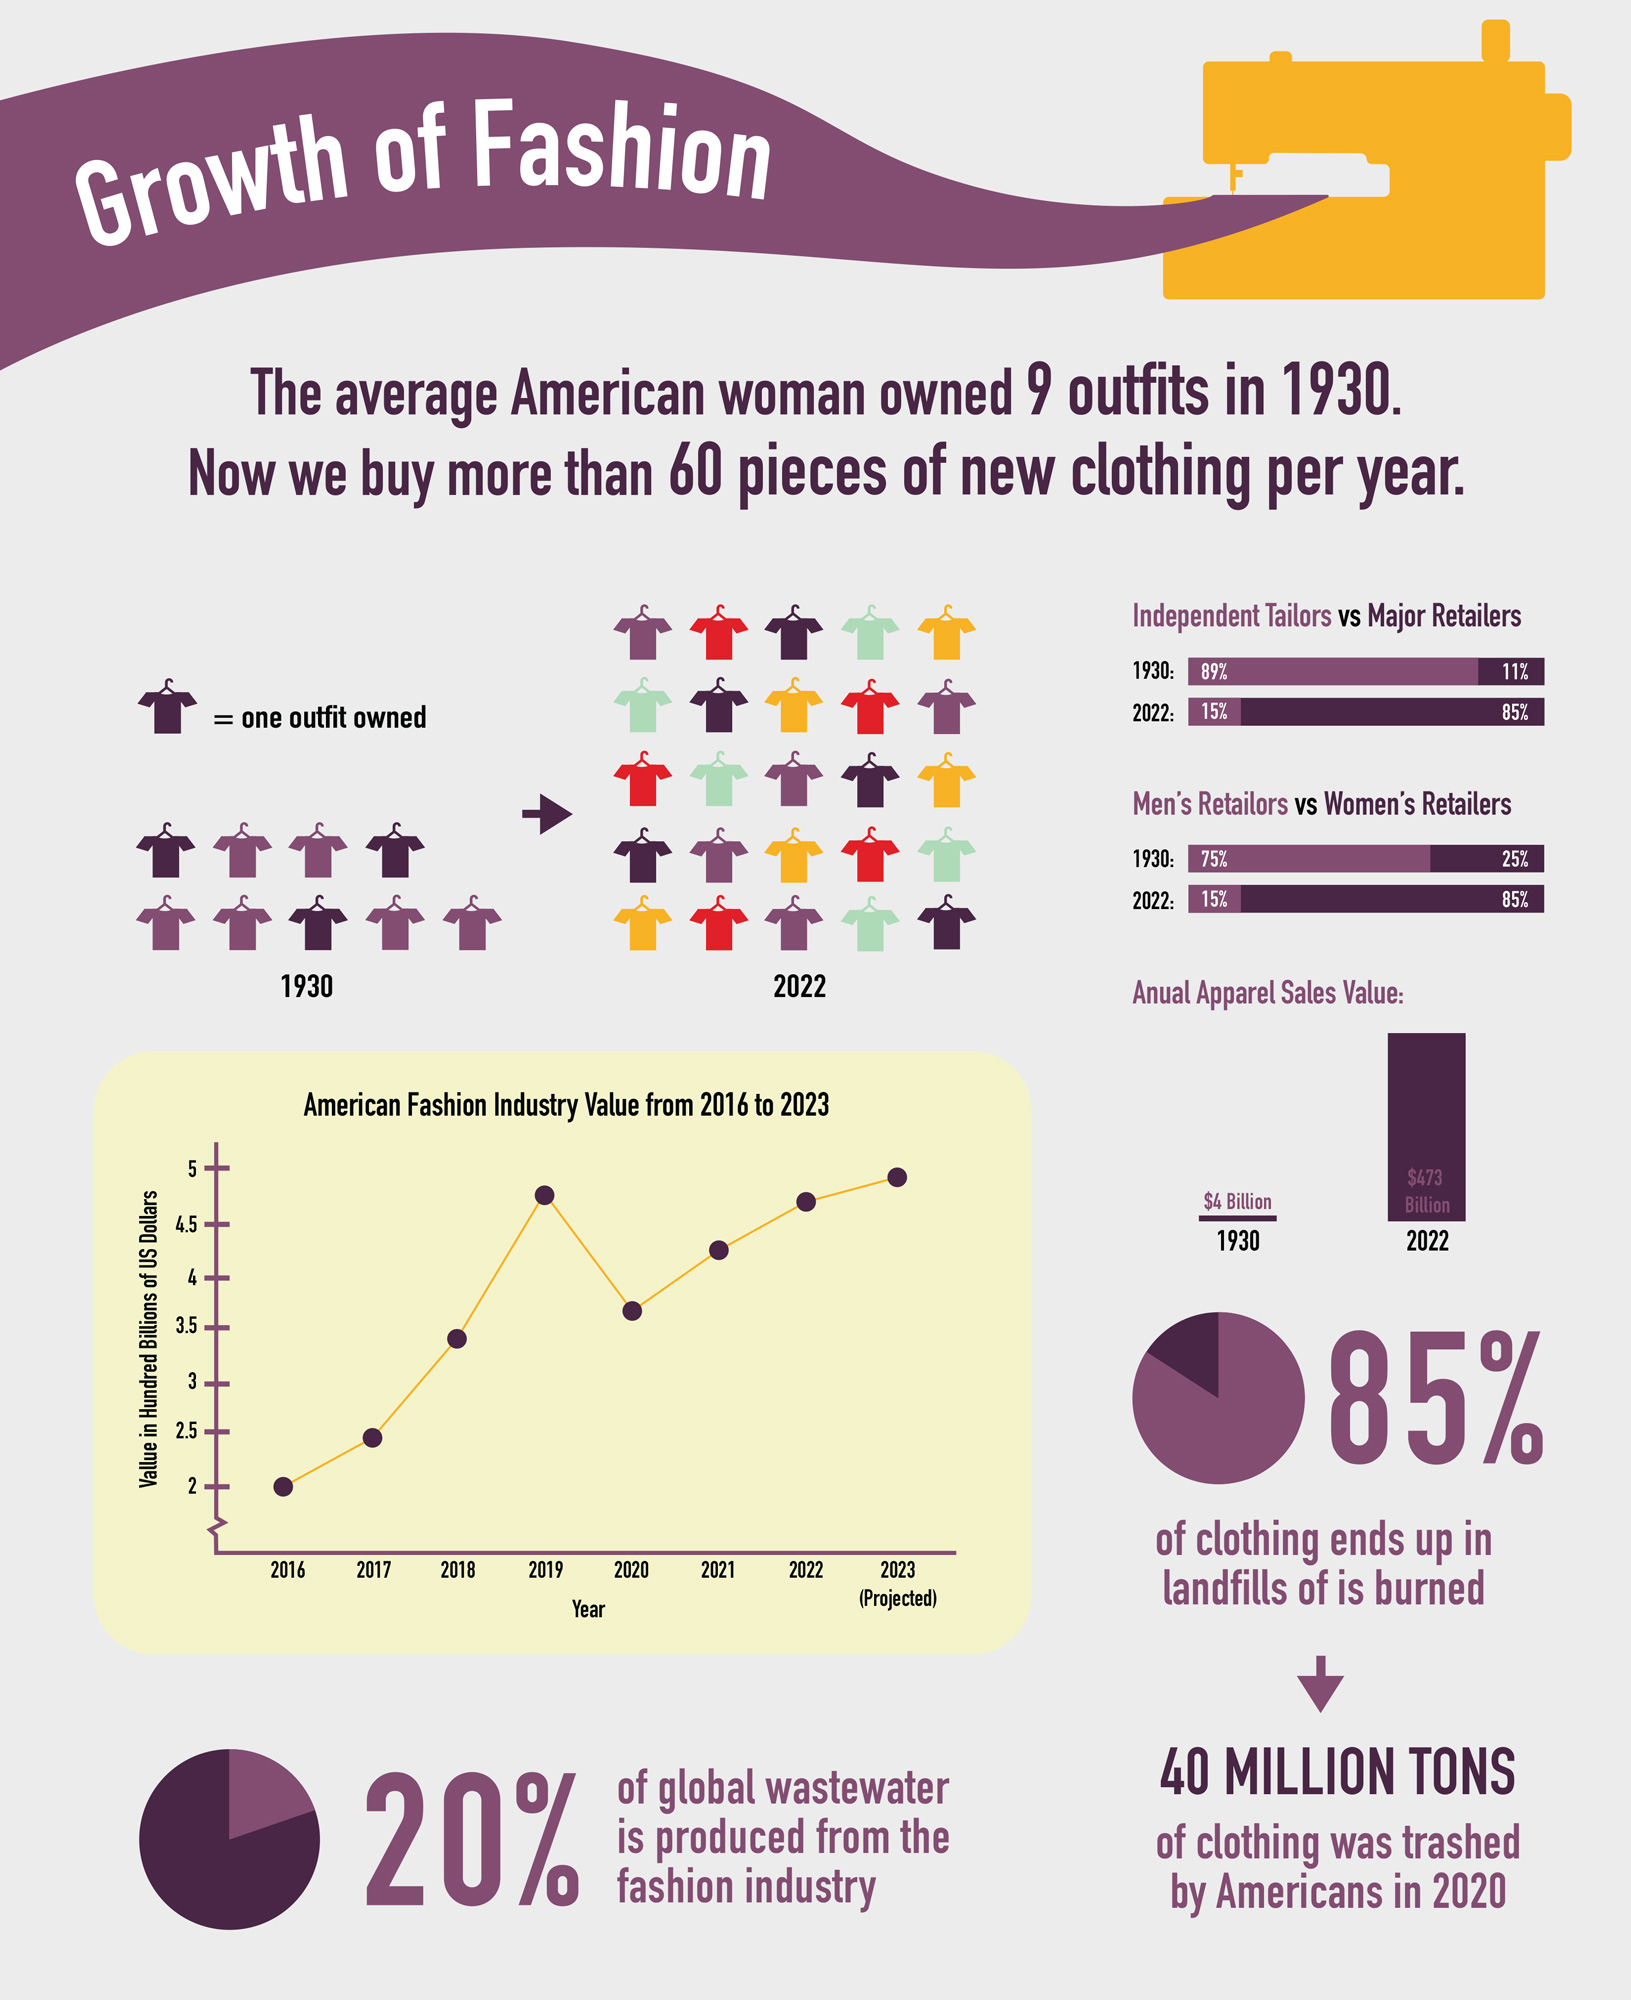 Growth of Fashion
The average American woman owned 9 outfits in 1930.
Now we buy more than 60 pieces of new clothing per year.
= one outfit owned
1930
2022
Independent Tailors vs Major Retailers
1930: 89% 11%
2022: 15% 85%
Men's Retailors vs Women's Retailers
1930: 75% 25%
2022: 15% 85%
Anual Apparel Sales Value:
$4 Billion
1930
$473
Billion
2022
American Fashion Industry Value from 2016 to 2023
Vallue in Hundred Billions of US Dollars
5
4.5
4
3.5
3
2.5
2
2016 2017 2018 2019 2020 2021 2022 2023
(Projected)
Year
85%
of clothing ends up in
landfills of is burned
40 MILLION TONS
of clothing was trashed
by Americans in 2020
20%
of global wastewater
is produced from the
fashion industry